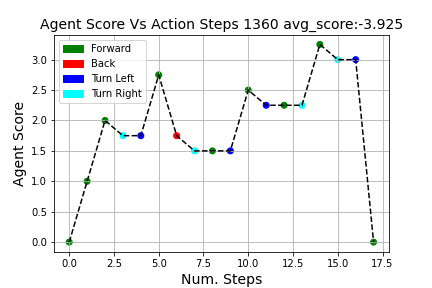 Agent Score Vs Action Steps 1360 avg_score:-3.925
Forward
Back
Turn Left
Turn Right
Agent Score
3.0
2.5
2.0
1.5
1.0
0.5
0.0
0.0 2.5 5.0 7.5 10.0 12.5 15.0 17.5
Num. Steps